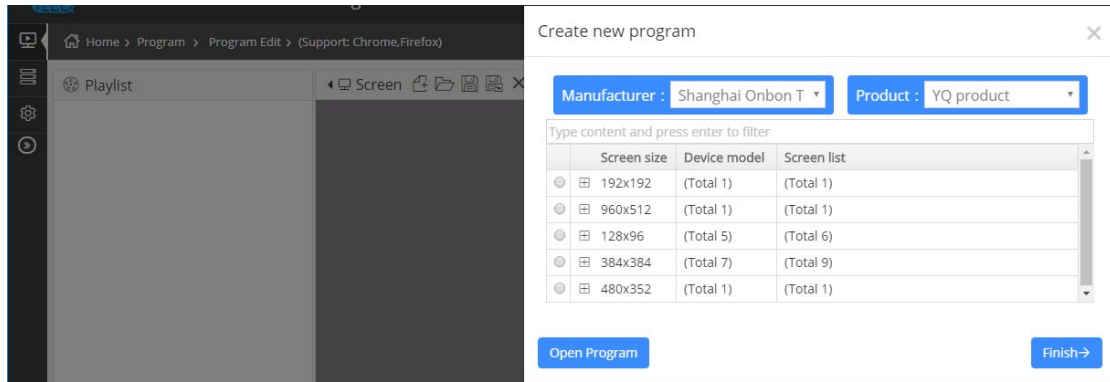 Home > Program > Program Edit > (Support: Chrome,Firefox)
Playlist
Screen
Create new program
Manufacturer : Shanghai Onbon T
Product : YQ product
Type content and press enter to filter
Screen size Device model Screen list
192x192 (Total 1) (Total 1)
960x512 (Total 1) (Total 1)
128x96 (Total 5) (Total 6)
384x384 (Total 7) (Total 9)
480x352 (Total 1) (Total 1)
Open Program
Finish→